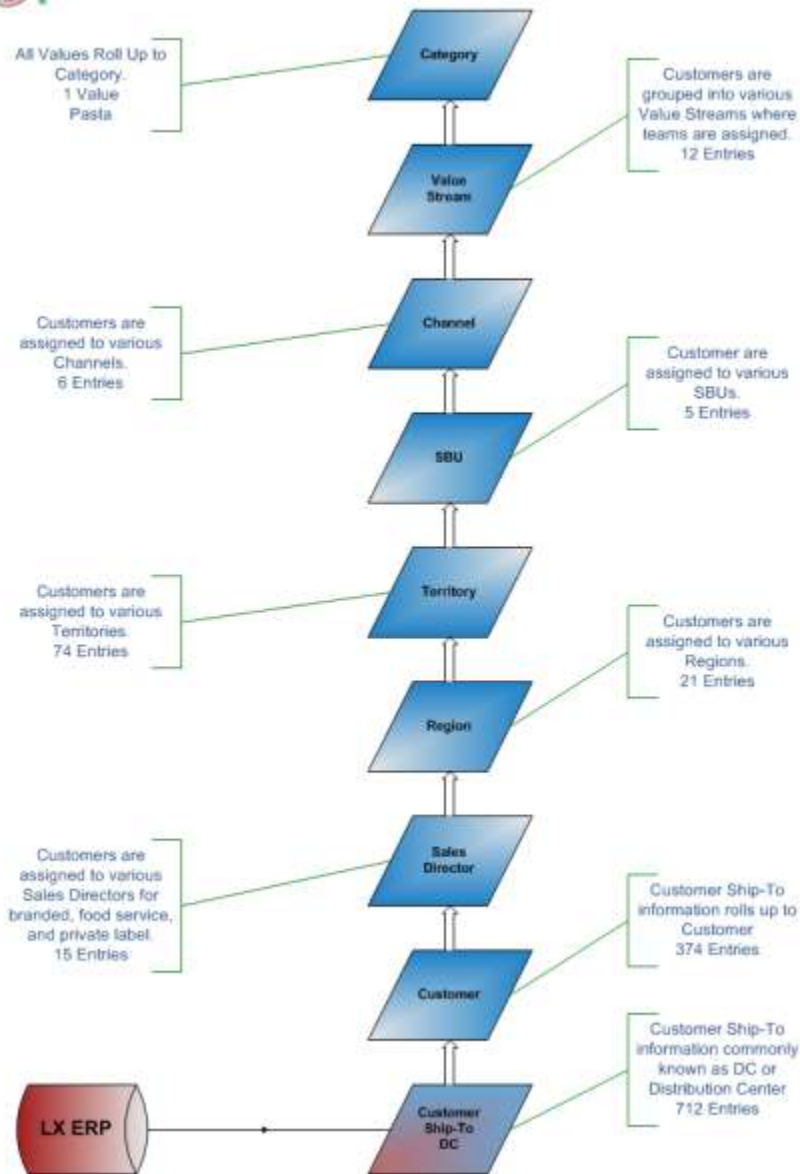 All Values Roll Up to
Category.
1 Value
Pasta
Category
Customers are
grouped into various
Value Streams where
teams are assigned.
12 Entries
Value
Stream
Customers are
assigned to various
Channels.
6 Entries
Channel
Customer are
assigned to various
SBUs.
5 Entries
SBU
Customers are
assigned to various
Territories.
74 Entries
Territory
Customers are
assigned to various
Regions.
21 Entries
Region
Customers are
assigned to various
Sales Directors for
branded, food service,
and private label.
15 Entries
Sales
Director
Customer Ship-To
information rolls up to
Customer
374 Entries
Customer
Customer Ship-To
information commonly
known as DC or
Distribution Center
712 Entries
LX ERP
Customer
Ship-To
DC